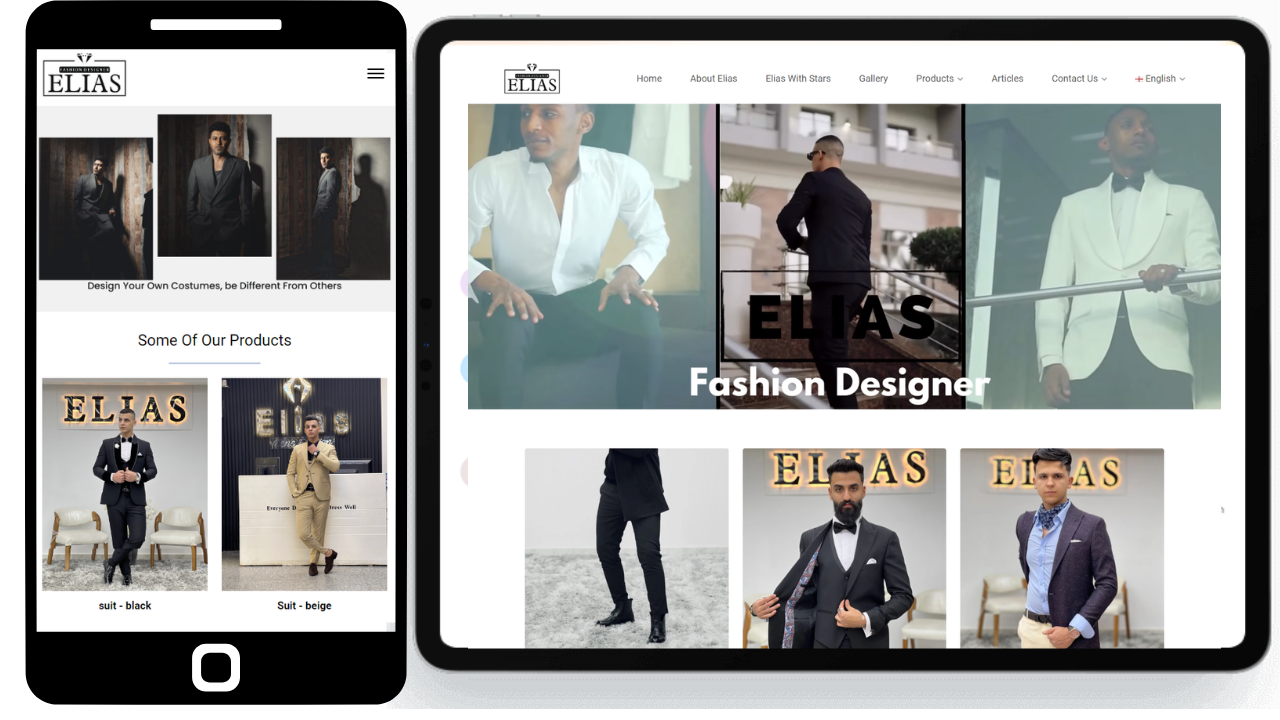 FASHION DESIGNER
ELIAS
Design Your Own Costumes, be Different From Others
Some Of Our Products
ELIAS
Elias
Everyone D
Dress Well
suit - black
Suit - beige
FASHION DESIGNER
ELIAS
Home
About Elias
Elias With Stars
Gallery
Products
Articles
Contact Us
English
ELIAS
Fashion Designer
ELIAS
ELIAS